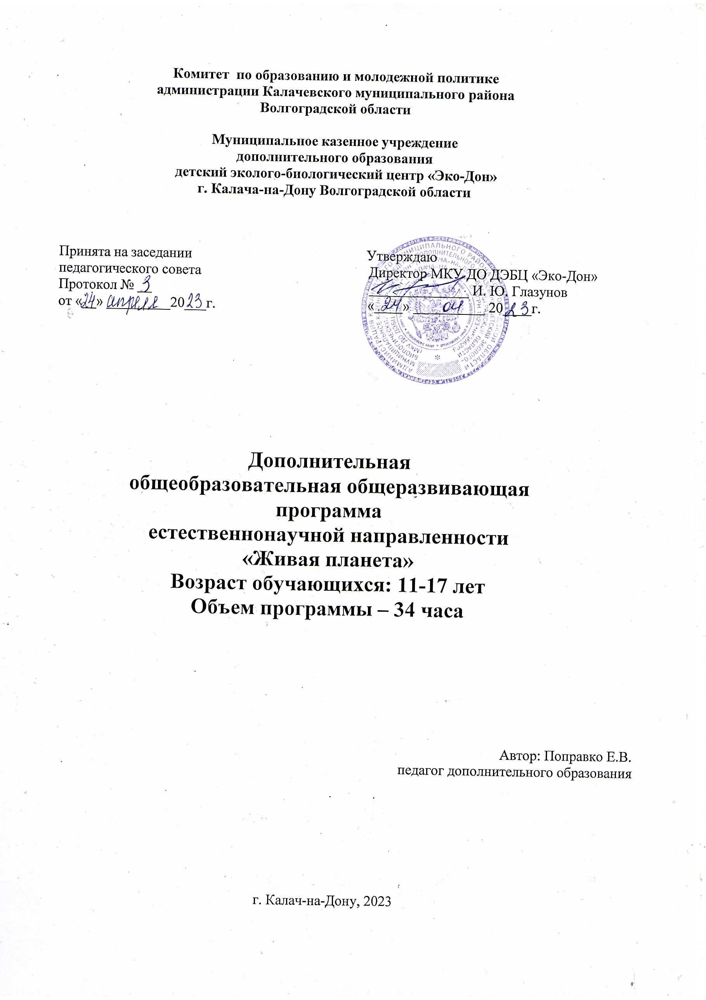 Комитет по образованию и молодежной политике
администрации Калачевского муниципального района
Волгоградской области
Муниципальное казенное учреждение
дополнительного образования
детский эколого-биологический центр «Эко-Дон»
г. Калача-на-Дону Волгоградской области
Принята на заседании
педагогического совета
Протокол № 3
от «24» апреля 2023 г.
Утверждаю
Директор МКУ ДО ДЭБЦ «Эко-Дон»
И. Ю. Глазунов
«24» 04 2023 г.
Дополнительная
общеобразовательная общеразвивающая
программа
естественнонаучной направленности
«Живая планета»
Возраст обучающихся: 11-17 лет
Объем программы – 34 часа
Автор: Поправко Е.В.
педагог дополнительного образования
г. Калач-на-Дону, 2023